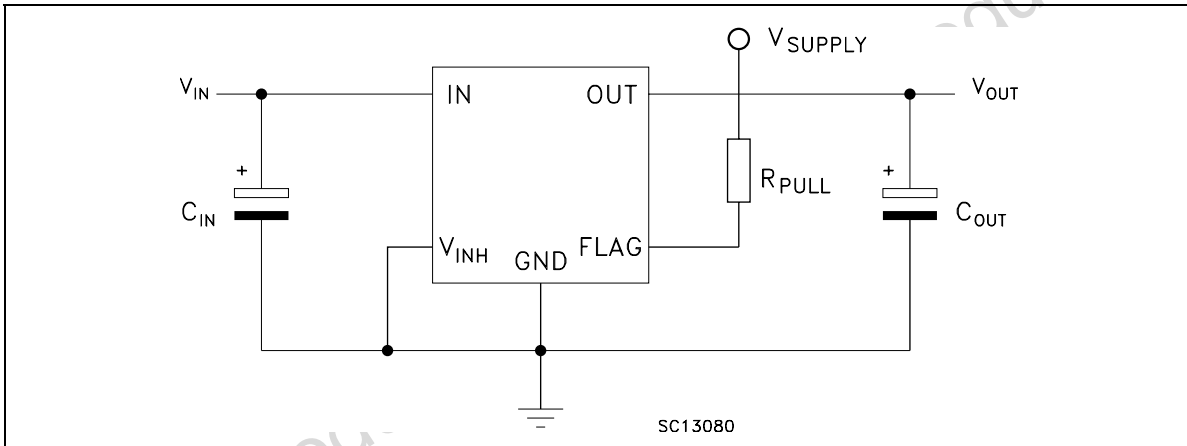 V_SUPPLY
V_IN
IN
OUT
V_OUT
+
C_IN
R_PULL
+
C_OUT
V_INH
GND
FLAG
SC13080